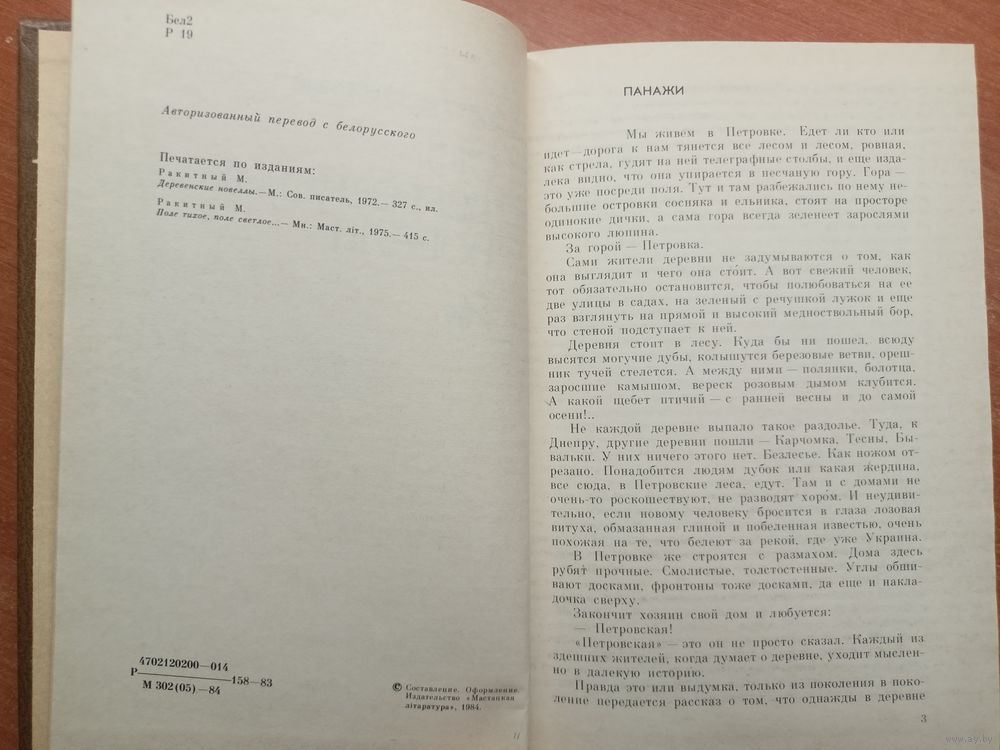 Бел2
Р 19
Авторизованный перевод с белорусского
Печатается по изданиям:
Ракитный М.
Деревенские новеллы.—М.: Сов. писатель, 1972.— 327 с., ил.
Ракитный М.
Поле тихое, поле светлое...— Мн.: Маст. літ., 1975.— 415 с.
4702120200—014
Р 158—83
М 302(05)—84
© Составление. Оформление.
Издательство «Мастацкая
літаратура», 1984.
ПАНАЖИ
Мы живем в Петровке. Едет ли кто или
идет—дорога к нам тянется все лесом и лесом, ровная,
как стрела, гудят на ней телеграфные столбы, и еще изда-
лека видно, что она упирается в песчаную гору. Гора —
это уже посреди поля. Тут и там разбежались по нему не-
большие островки сосняка и ельника, стоят на просторе
одинокие дички, а сама гора всегда зеленеет зарослями
высокого люпина.
За горой — Петровка.
Сами жители деревни не задумываются о том, как
она выглядит и чего она стоит. А вот свежий человек,
тот обязательно остановится, чтобы полюбоваться на ее
две улицы в садах, на зеленый с речушкой лужок и еще
раз взглянуть на прямой и высокий медноствольный бор,
что стеной подступает к ней.
Деревня стоит в лесу. Куда бы ни пошел, всюду
высятся могучие дубы, колышутся березовые ветви, ореш-
ник тучей стелется. А между ними — полянки, болотца,
заросшие камышом, вереск розовым дымом клубится.
А какой щебет птичий — с ранней весны и до самой
осени!..
Не каждой деревне выпало такое раздолье. Туда, к
Днепру, другие деревни пошли — Карчомка, Тесны, Бы-
вальки. У них ничего этого нет. Безлесье. Как ножом от-
резано. Понадобится людям дубок или какая жердина,
все сюда, в Петровские леса, едут. Там и с домами не
очень-то роскошествуют, не разводят хором. И неудиви-
тельно, если новому человеку бросится в глаза лозовая
витуха, обмазанная глиной и побеленная известью, очень
похожая на те, что белеют за рекой, где уже Украина.
В Петровке же строятся с размахом. Дома здесь
рубят прочные. Смолистые, толстостенные. Углы обши-
вают досками, фронтоны тоже досками, да еще и накла-
дочка сверху.
Закончит хозяин свой дом и любуется:
— Петровская!
«Петровская» — это он не просто сказал. Каждый из
здешних жителей, когда думает о деревне, уходит мыслен-
но в далекую историю.
Правда это или выдумка, только из поколения в поко-
ление передается рассказ о том, что однажды в деревне
3
www.ay.by